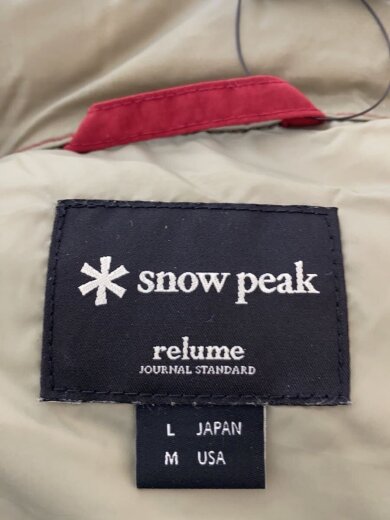 snow peak
relume
JOURNAL STANDARD
L JAPAN
M USA